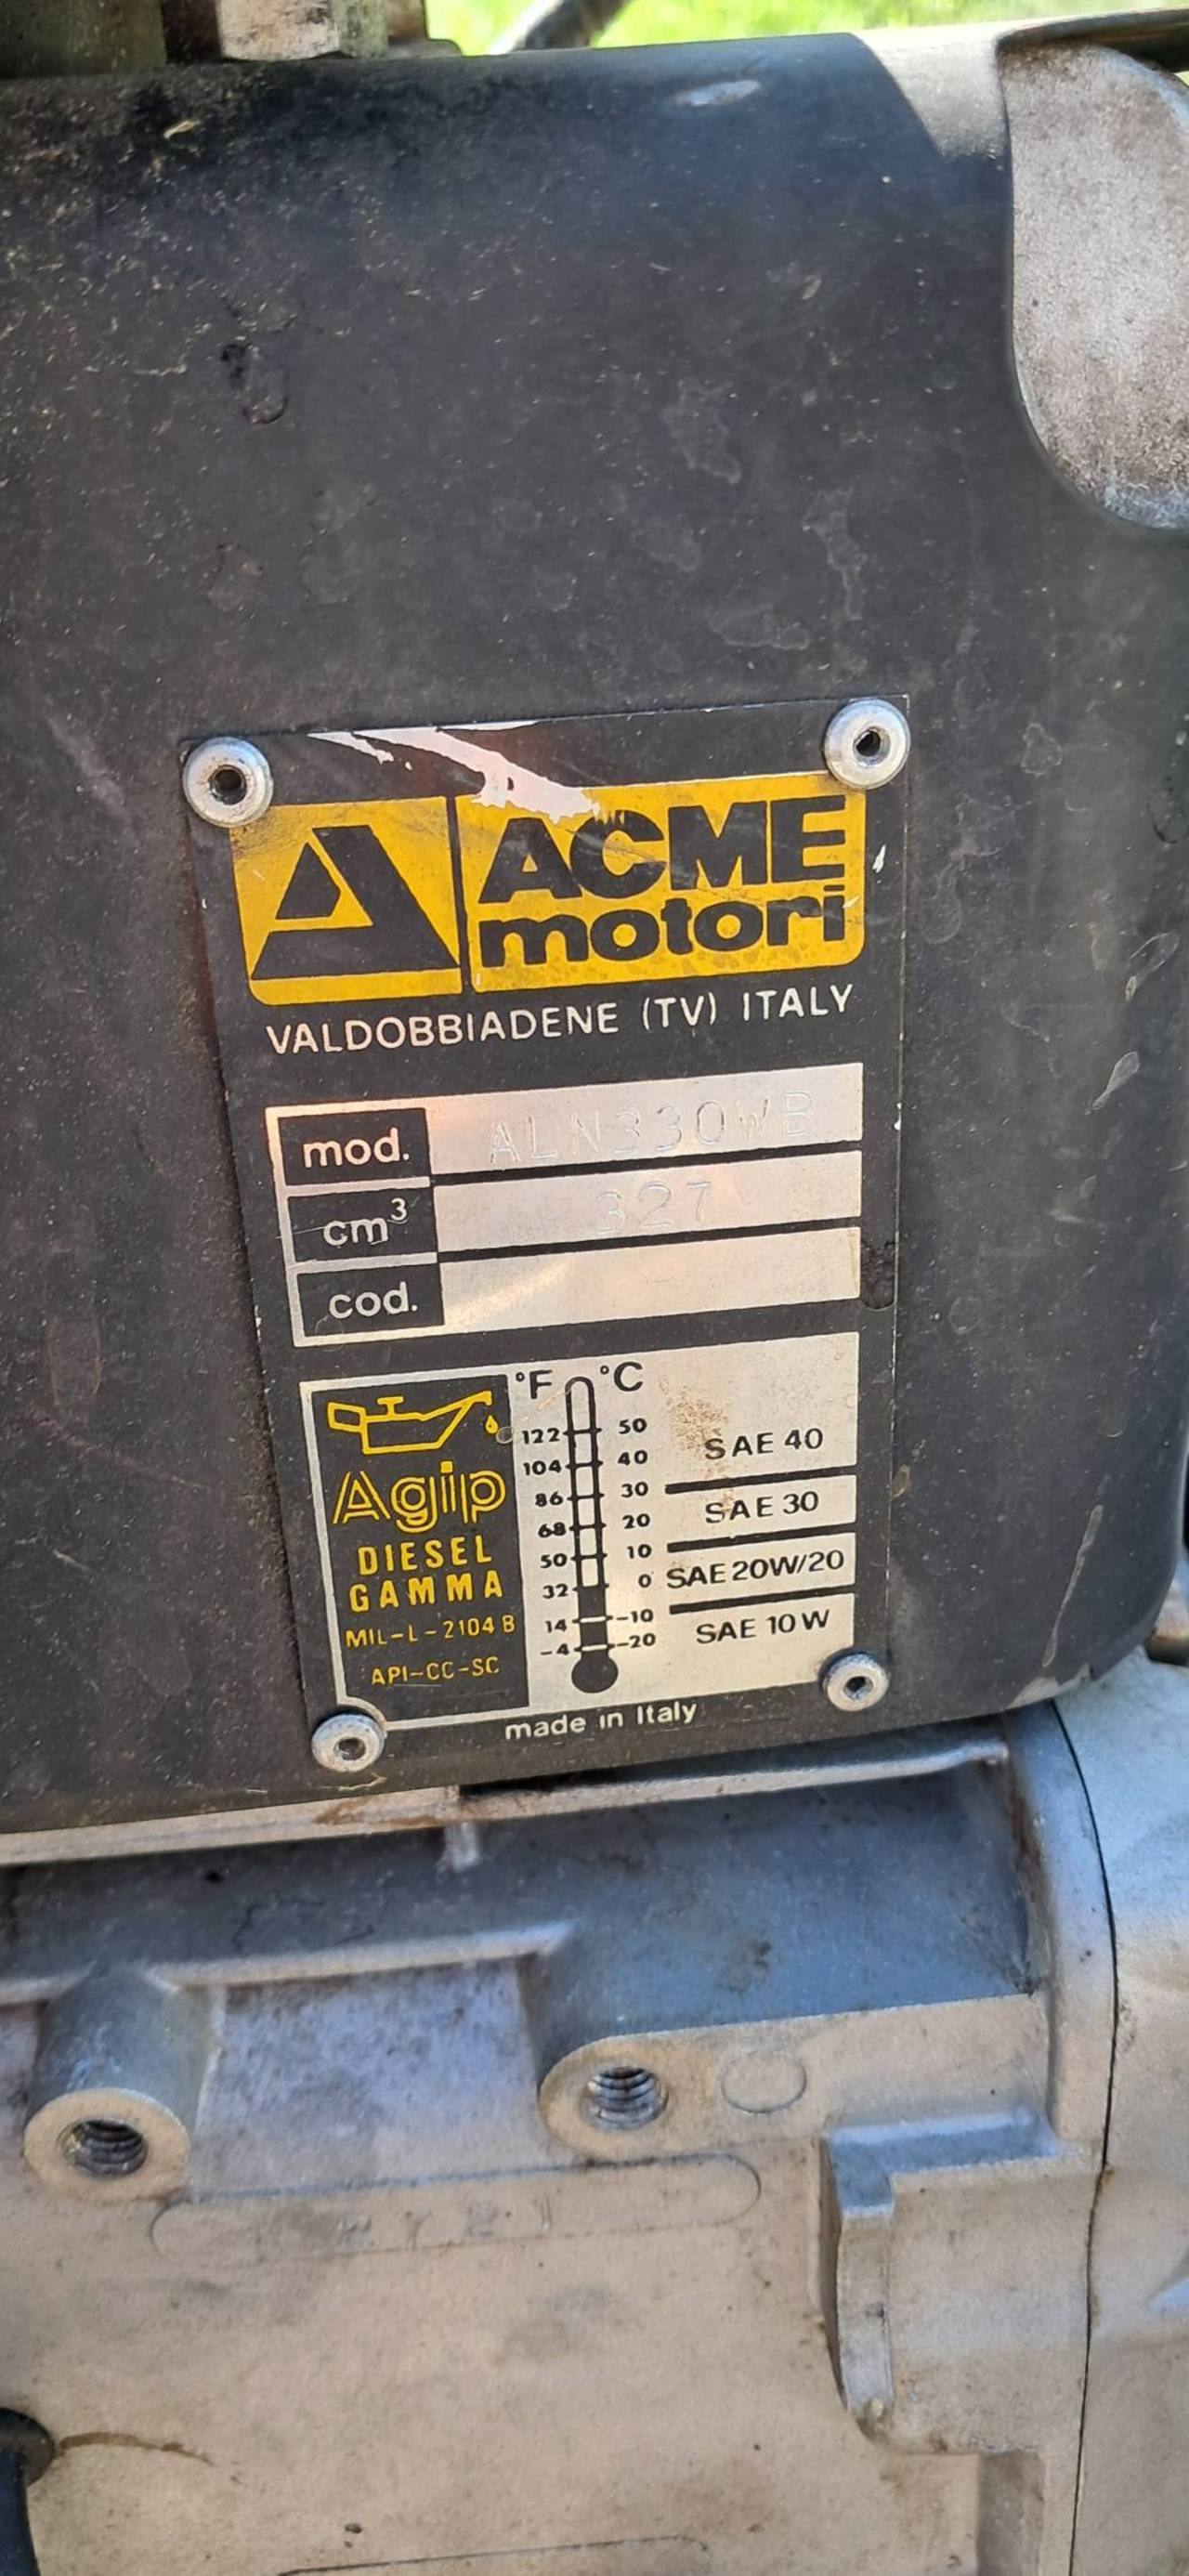 ACME
motori
VALDOBBIADENE (TV) ITALY
mod. ALN330WB
cm³ 327
cod.
°F °C
122 50
104 40
86 30
68 20
50 10
32 0
14 -10
-4 -20
SAE 40
SAE 30
SAE 20W/20
SAE 10W
Agip
DIESEL
GAMMA
MIL-L-2104 B
API-CC-SC
made in Italy